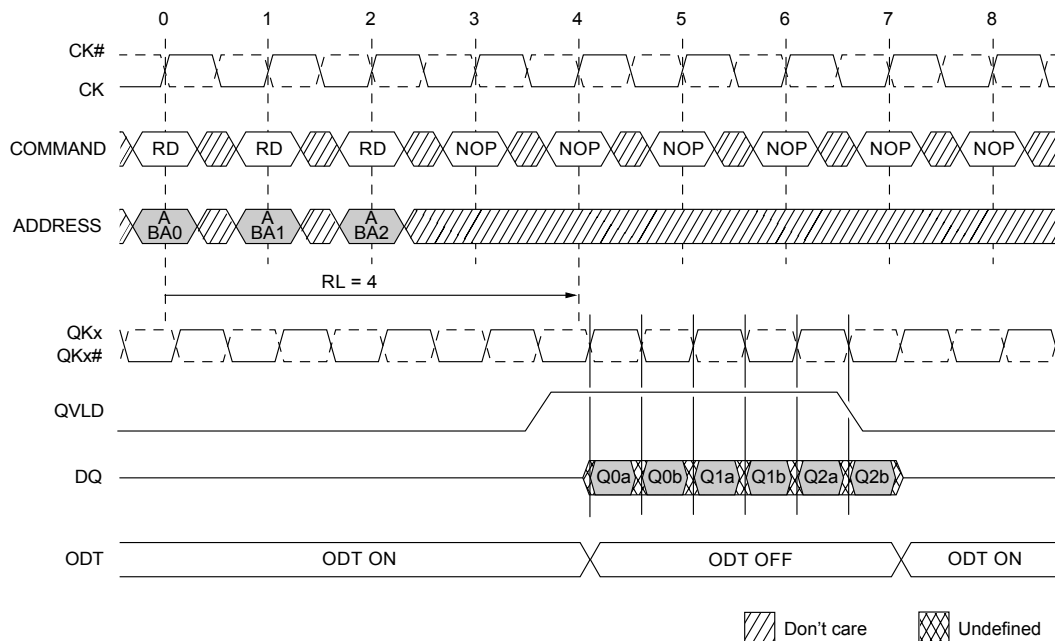 0 1 2 3 4 5 6 7 8
CK#
CK
COMMAND RD RD RD NOP NOP NOP NOP NOP NOP
ADDRESS A BA0 A BA1 A BA2
RL = 4
QKx
QKx#
QVLD
DQ Q0a Q0b Q1a Q1b Q2a Q2b
ODT ODT ON ODT OFF ODT ON
Don't care Undefined